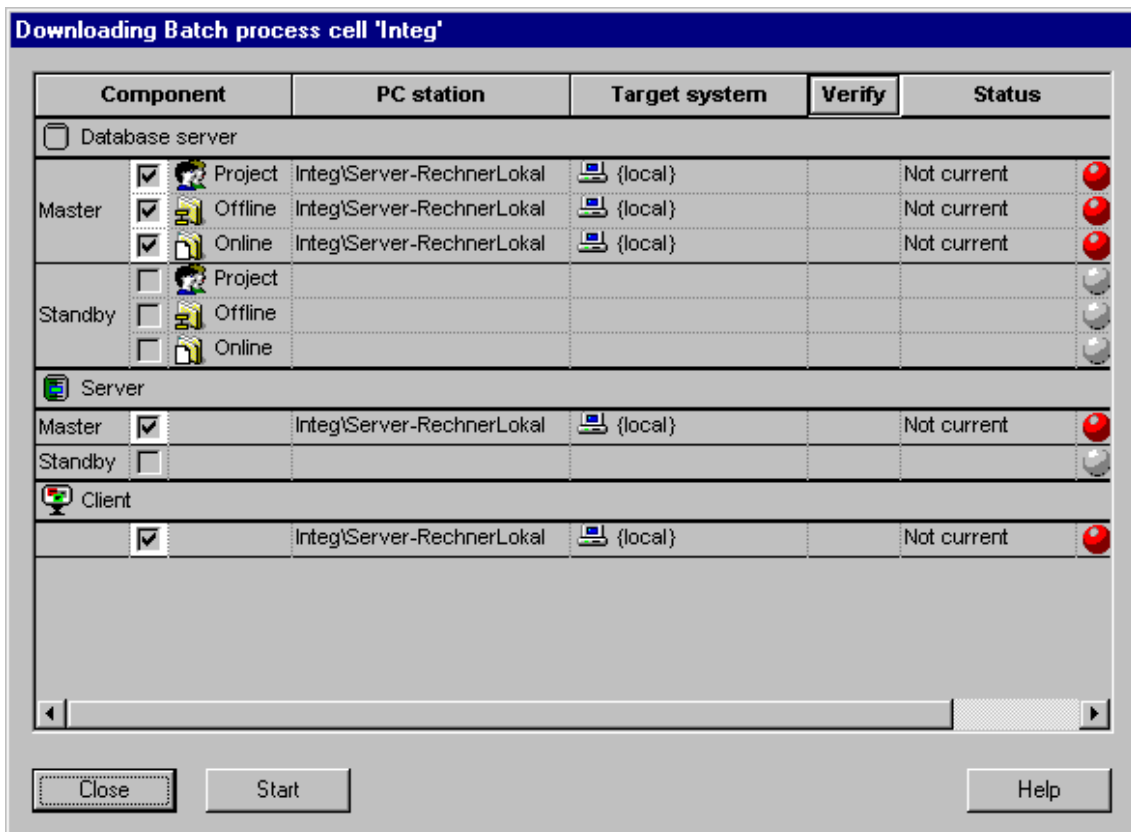 Downloading Batch process cell 'Integ'
Component PC station Target system Verify Status
Database server
Project Integ\Server-RechnerLokal {local} Not current
Master Offline Integ\Server-RechnerLokal {local} Not current
Online Integ\Server-RechnerLokal {local} Not current
Project
Standby Offline
Online
Server
Master Integ\Server-RechnerLokal {local} Not current
Standby
Client
Integ\Server-RechnerLokal {local} Not current
Close Start Help